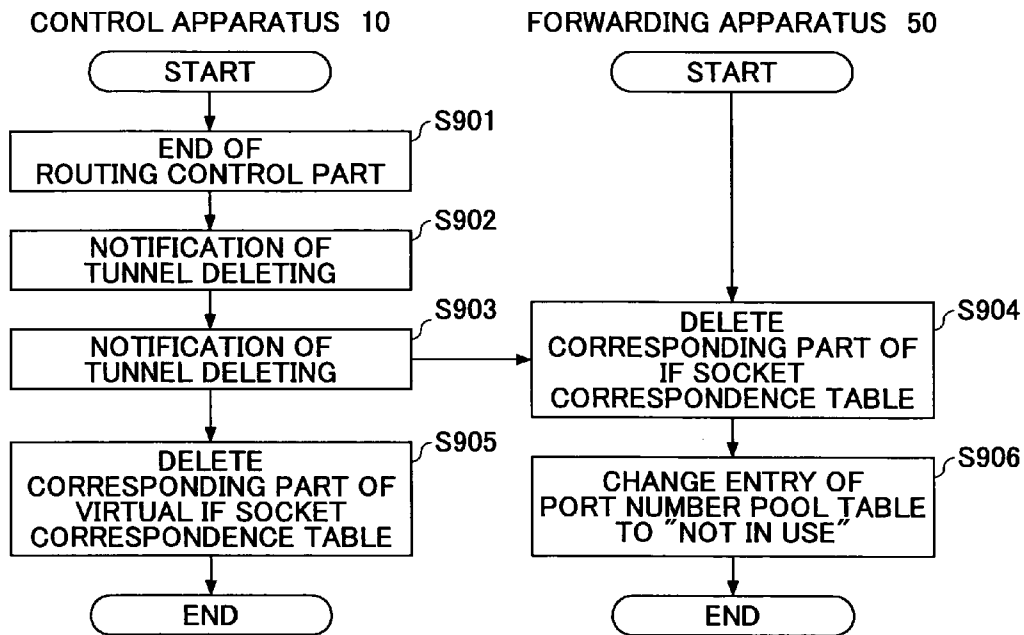 CONTROL APPARATUS 10
START
S901
END OF
ROUTING CONTROL PART
S902
NOTIFICATION OF
TUNNEL DELETING
S903
NOTIFICATION OF
TUNNEL DELETING
S905
DELETE
CORRESPONDING PART OF
VIRTUAL IF SOCKET
CORRESPONDENCE TABLE
END
FORWARDING APPARATUS 50
START
S904
DELETE
CORRESPONDING PART OF
IF SOCKET
CORRESPONDENCE TABLE
S906
CHANGE ENTRY OF
PORT NUMBER POOL TABLE
TO "NOT IN USE"
END